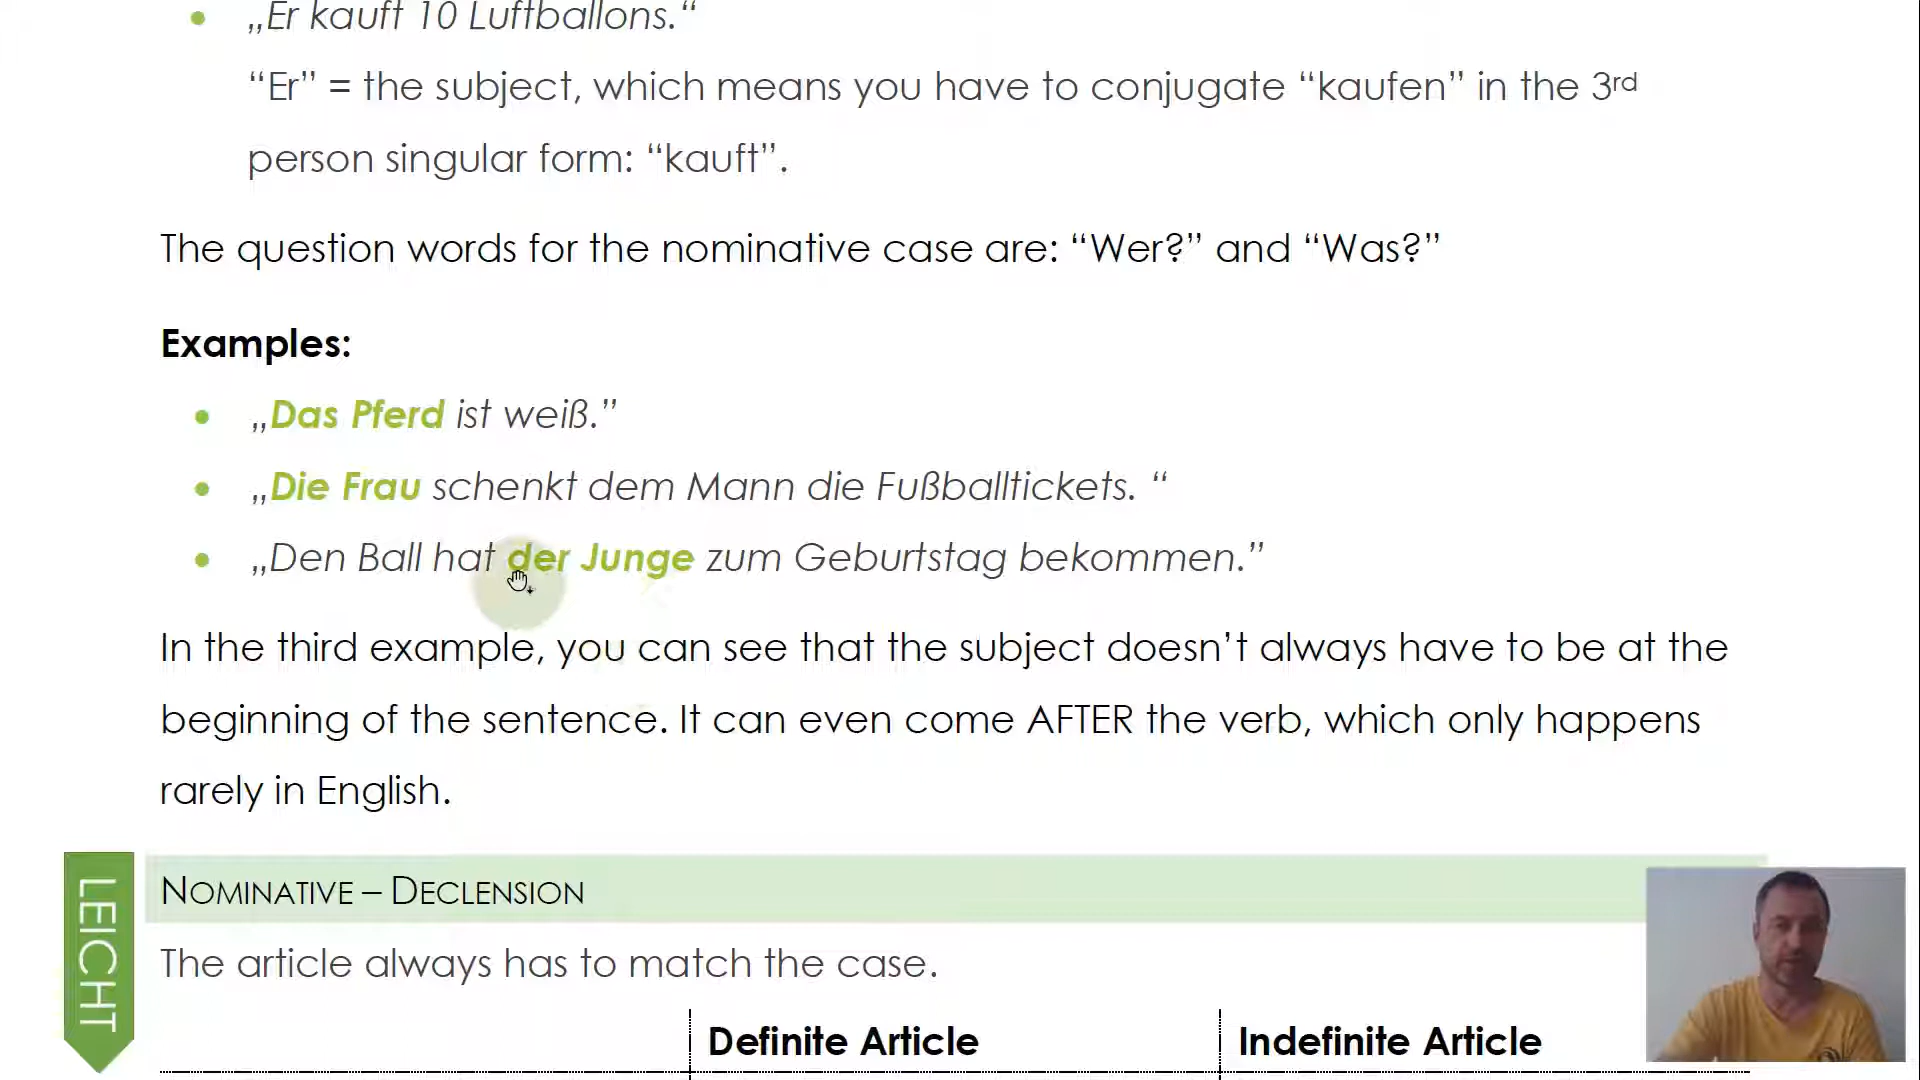 „Er kauft 10 Luftballons.“
“Er” = the subject, which means you have to conjugate “kaufen” in the 3rd
person singular form: “kauft”.
The question words for the nominative case are: “Wer?” and “Was?”
Examples:
„Das Pferd ist weiß.”
„Die Frau schenkt dem Mann die Fußballtickets. “
„Den Ball hat der Junge zum Geburtstag bekommen.”
In the third example, you can see that the subject doesn’t always have to be at the
beginning of the sentence. It can even come AFTER the verb, which only happens
rarely in English.
LEICHT
NOMINATIVE – DECLENSION
The article always has to match the case.
Definite Article
Indefinite Article